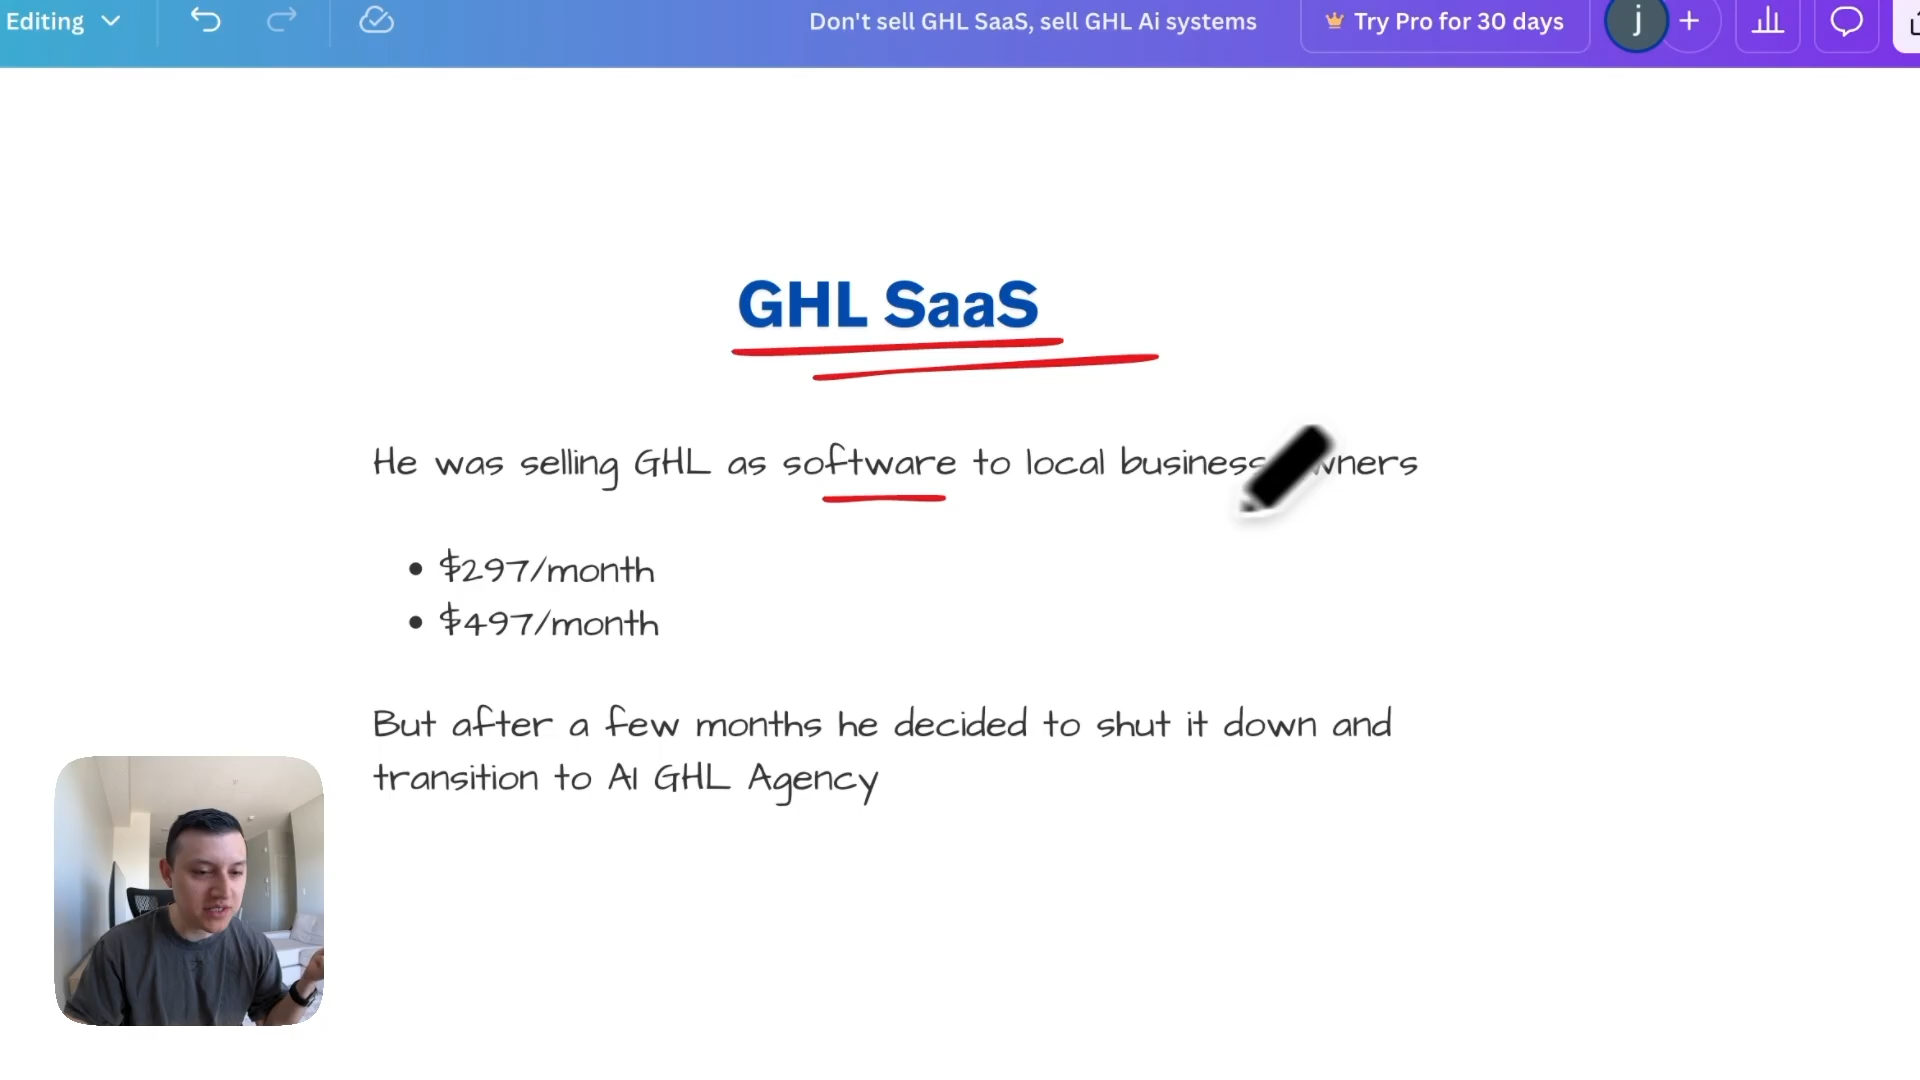 Editing
Don't sell GHL SaaS, sell GHL Ai systems
Try Pro for 30 days
j
GHL SaaS
He was selling GHL as software to local business
• $297/month
• $497/month
But after a few months he decided to shut it down and
transition to AI GHL Agency